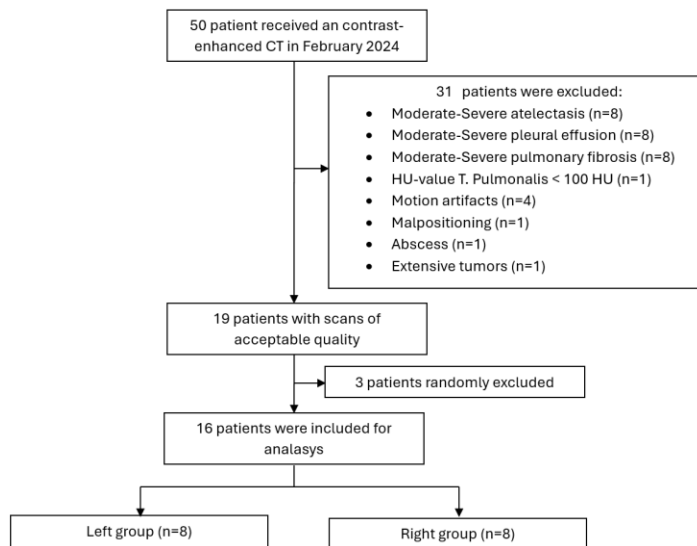 50 patient received an contrast-
enhanced CT in February 2024
31 patients were excluded:
• Moderate-Severe atelectasis (n=8)
• Moderate-Severe pleural effusion (n=8)
• Moderate-Severe pulmonary fibrosis (n=8)
• HU-value T. Pulmonalis < 100 HU (n=1)
• Motion artifacts (n=4)
• Malpositioning (n=1)
• Abscess (n=1)
• Extensive tumors (n=1)
19 patients with scans of
acceptable quality
3 patients randomly excluded
16 patients were included for
analasys
Left group (n=8)
Right group (n=8)